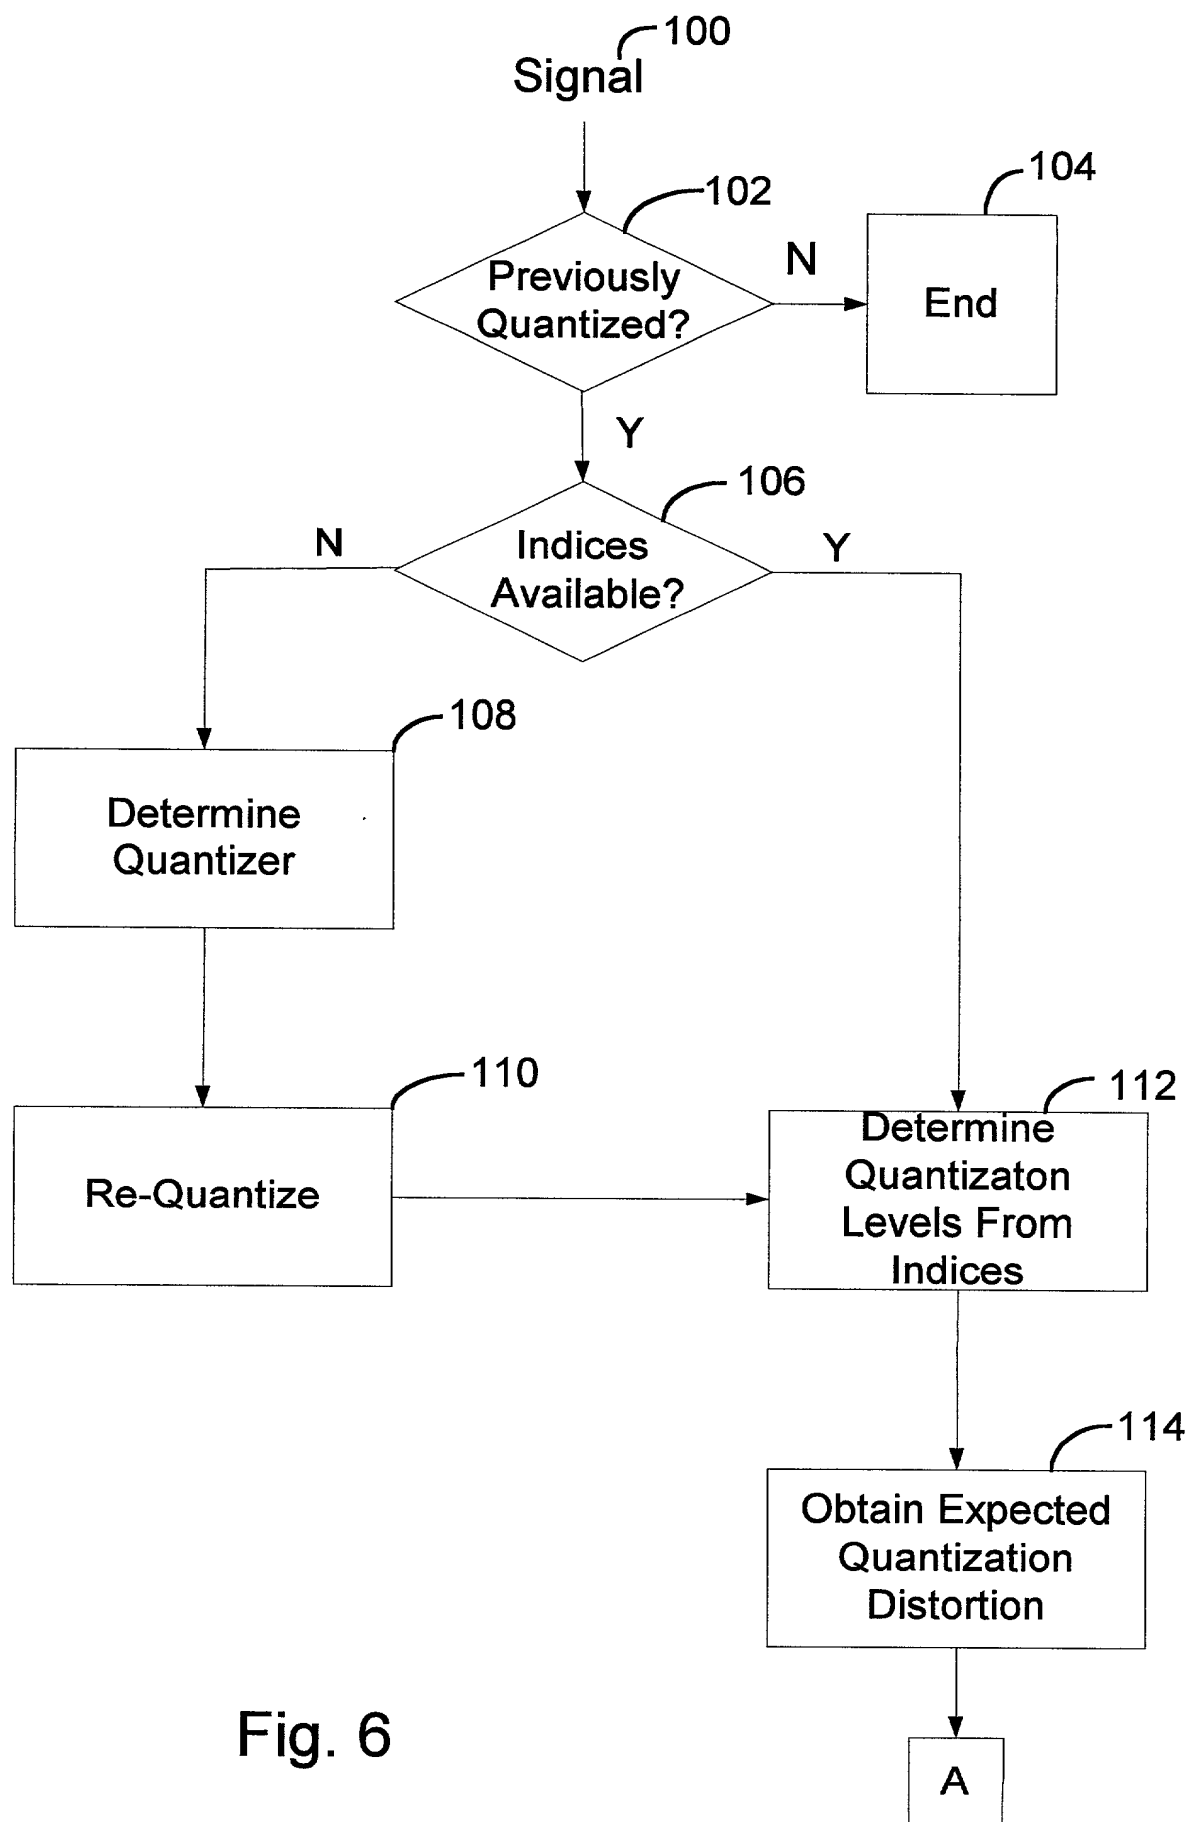 100
Signal
102
104
Previously
Quantized?
N
End
Y
106
Indices
Available?
N
Y
108
Determine
Quantizer
110
Re-Quantize
112
Determine
Quantizaton
Levels From
Indices
114
Obtain Expected
Quantization
Distortion
A
Fig. 6